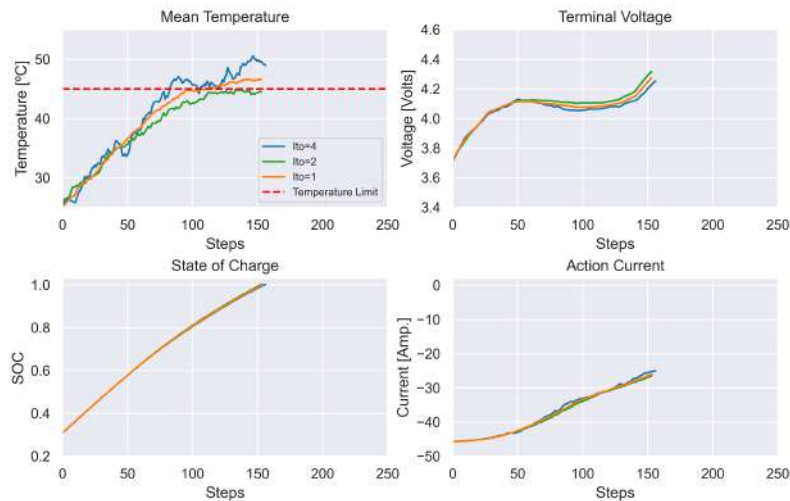 Mean Temperature
Temperature [ºC]
50
40
30
0
50
100
150
200
250
Steps
Ito=4
Ito=2
Ito=1
Temperature Limit
Terminal Voltage
Voltage [Volts]
4.6
4.4
4.2
4.0
3.8
3.6
3.4
0
50
100
150
200
250
Steps
State of Charge
SOC
1.0
0.8
0.6
0.4
0.2
0
50
100
150
200
250
Steps
Action Current
Current [Amp.]
0
−10
−20
−30
−40
−50
0
50
100
150
200
250
Steps